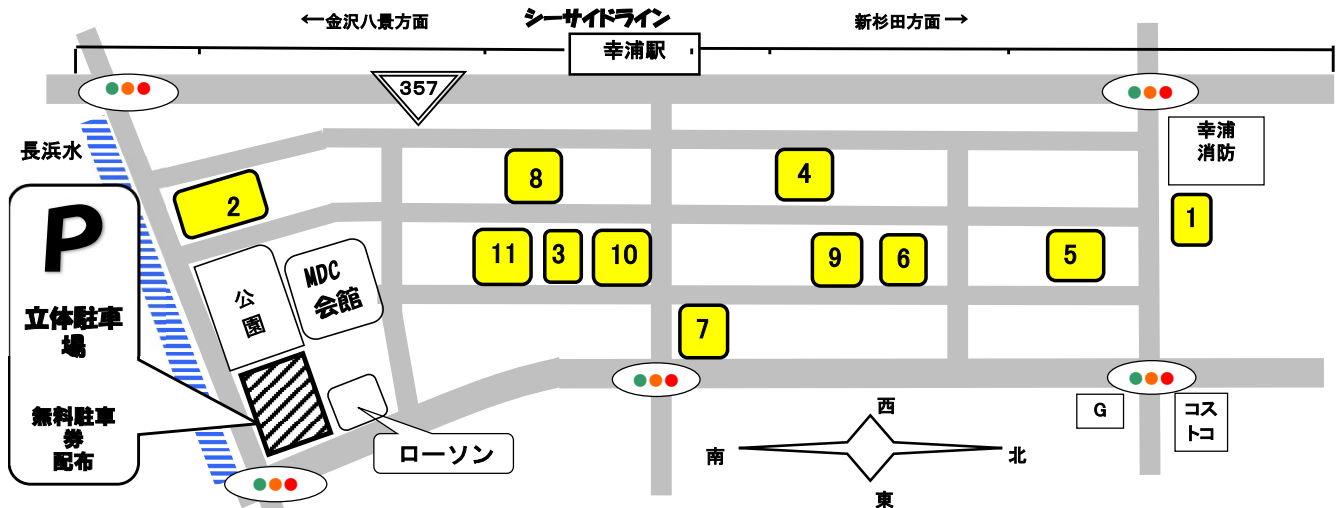 ←金沢八景方面
シーサイドライン
新杉田方面→
幸浦駅
357
幸浦
消防
長浜水
P
立体駐車
場
無料駐車
券
配布
2
8
4
1
11
3
10
9
6
5
7
公
園
MDC
会館
ローソン
G
コス
トコ
西
南
北
東